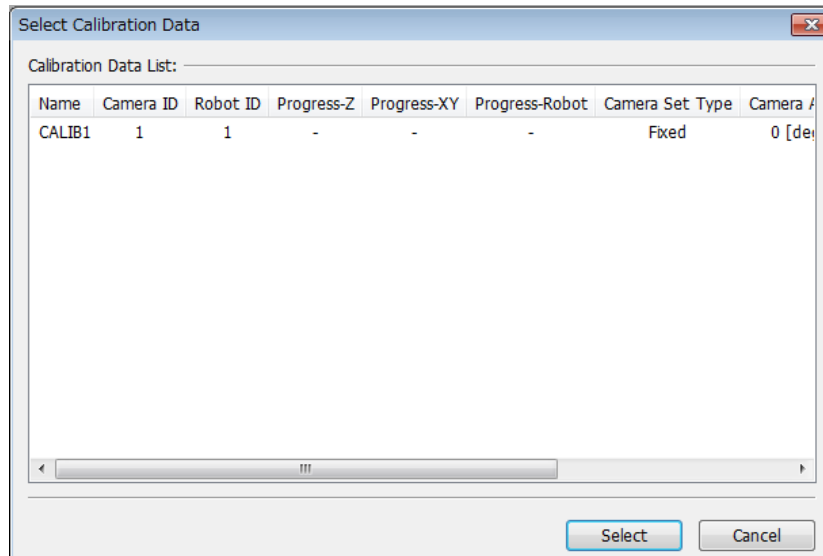 Select Calibration Data
Calibration Data List:
Name Camera ID Robot ID Progress-Z Progress-XY Progress-Robot Camera Set Type Camera
CALIB1 1 1 - - - Fixed 0
Select Cancel